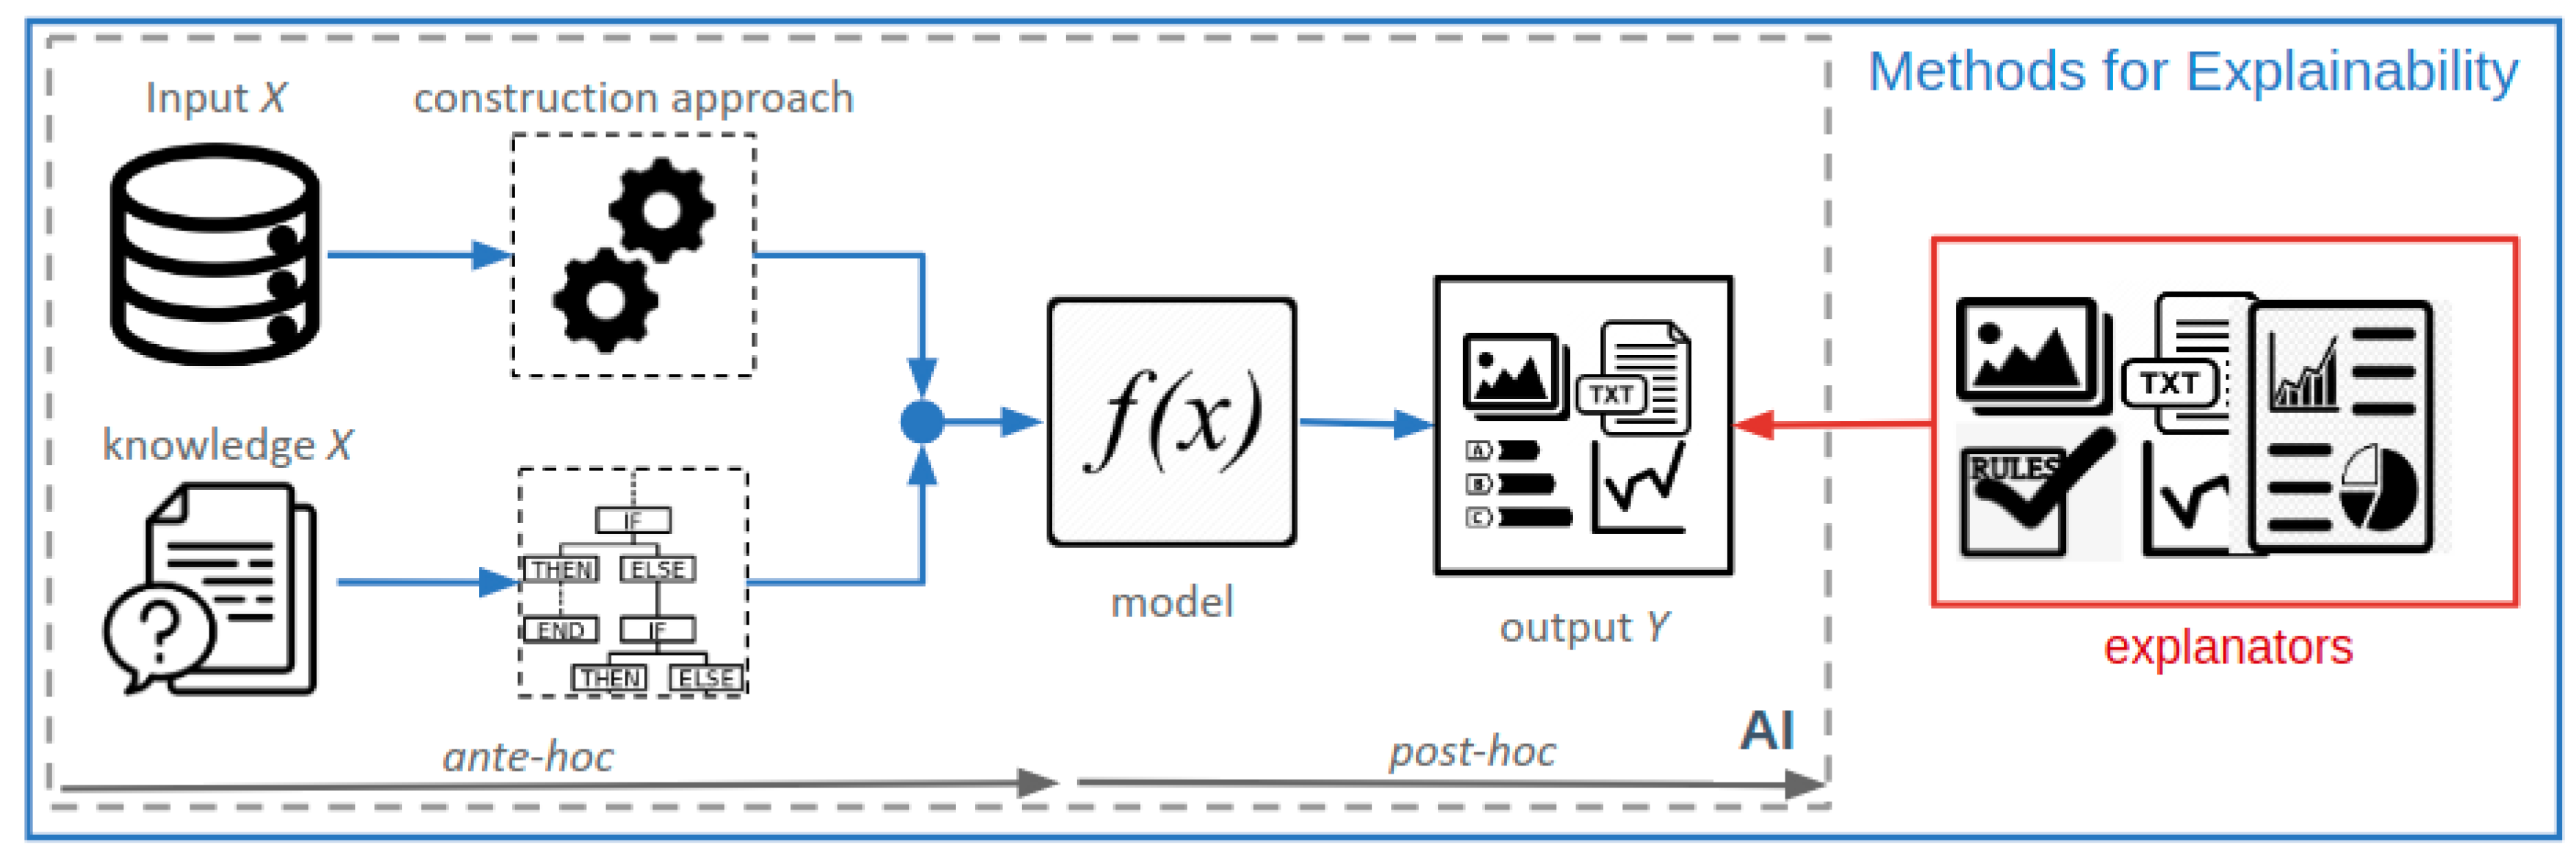 Methods for Explainability
Input X
construction approach
knowledge X
IF
THEN
ELSE
END
IF
THEN
ELSE
f(x)
model
TXT
A
B
C
output Y
TXT
RULES
explanators
AI
ante-hoc
post-hoc